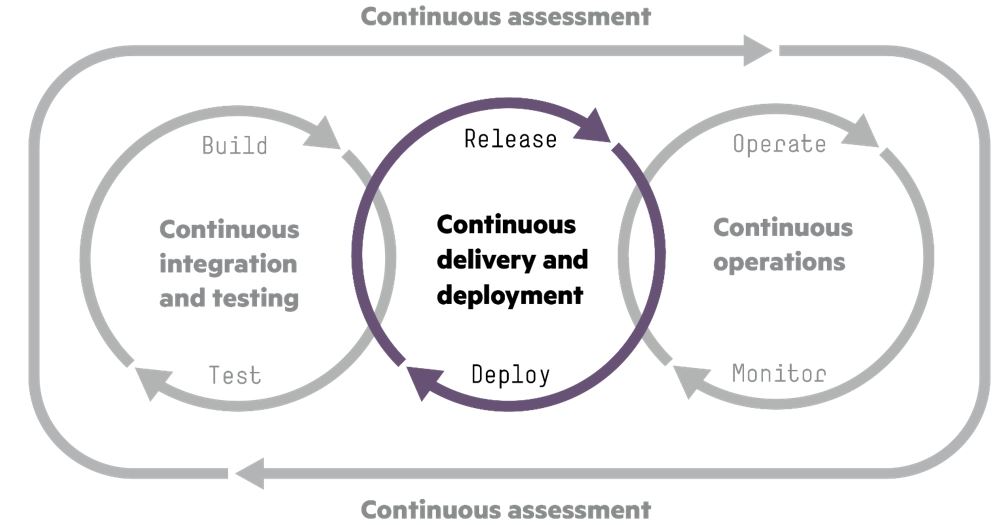 Continuous assessment
Build
Release
Operate
Continuous
integration
and testing
Continuous
delivery and
deployment
Continuous
operations
Test
Deploy
Monitor
Continuous assessment